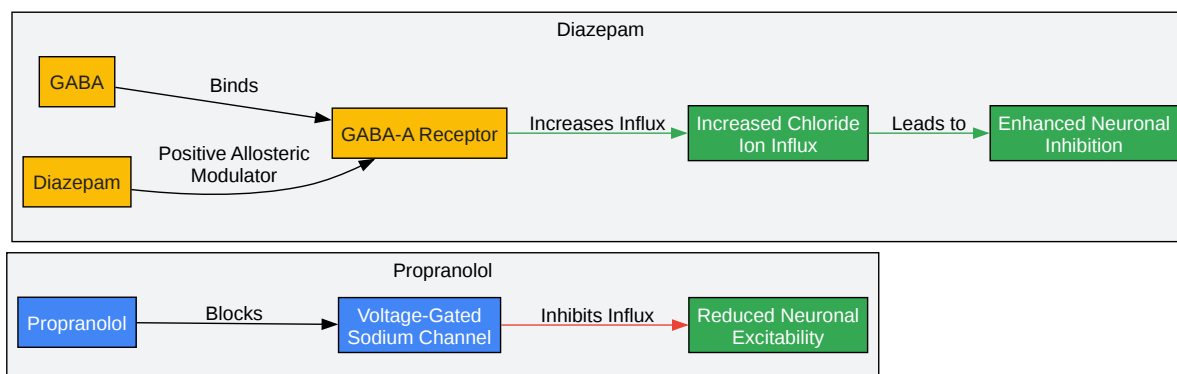 Diazepam
GABA
Binds
GABA-A Receptor
Increases Influx
Increased Chloride
Ion Influx
Leads to
Enhanced Neuronal
Inhibition
Positive Allosteric
Modulator
Diazepam
Propranolol
Propranolol
Blocks
Voltage-Gated
Sodium Channel
Inhibits Influx
Reduced Neuronal
Excitability